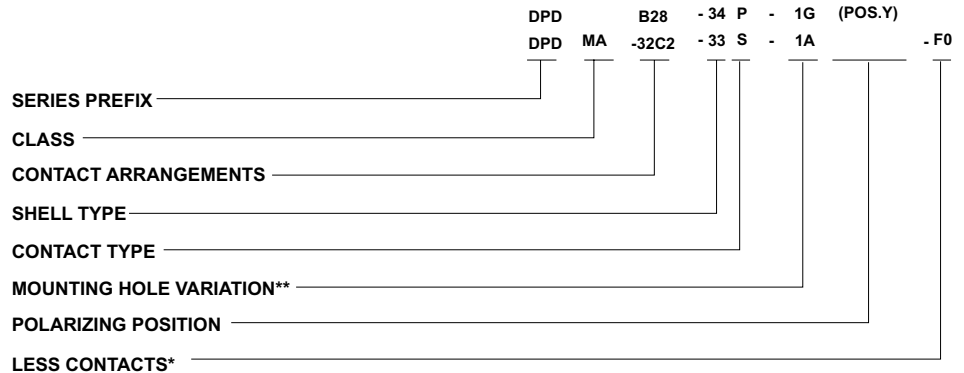 DPD B28 - 34 P - 1G (POS.Y)
DPD MA -32C2 - 33 S - 1A - F0
SERIES PREFIX
CLASS
CONTACT ARRANGEMENTS
SHELL TYPE
CONTACT TYPE
MOUNTING HOLE VARIATION**
POLARIZING POSITION
LESS CONTACTS*